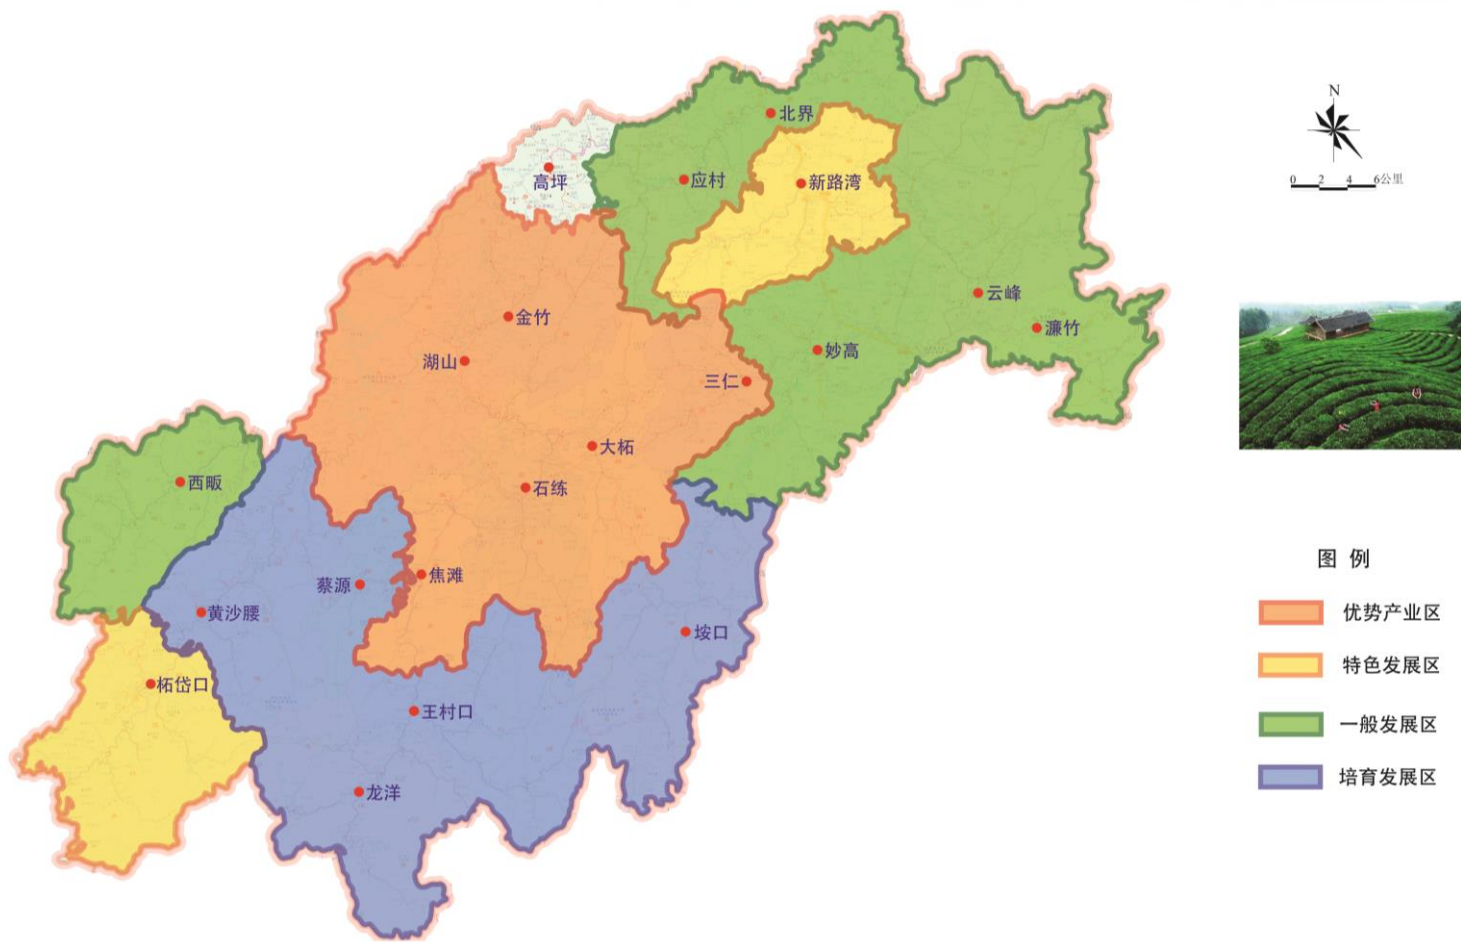 N
0 2 4 6公里
北界
高坪
应村
新路湾
云峰
濂竹
金竹
妙高
湖山
三仁
大柘
西畈
石练
焦滩
蔡源
黄沙腰
垵口
柘岱口
王村口
龙洋
图 例
优势产业区
特色发展区
一般发展区
培育发展区